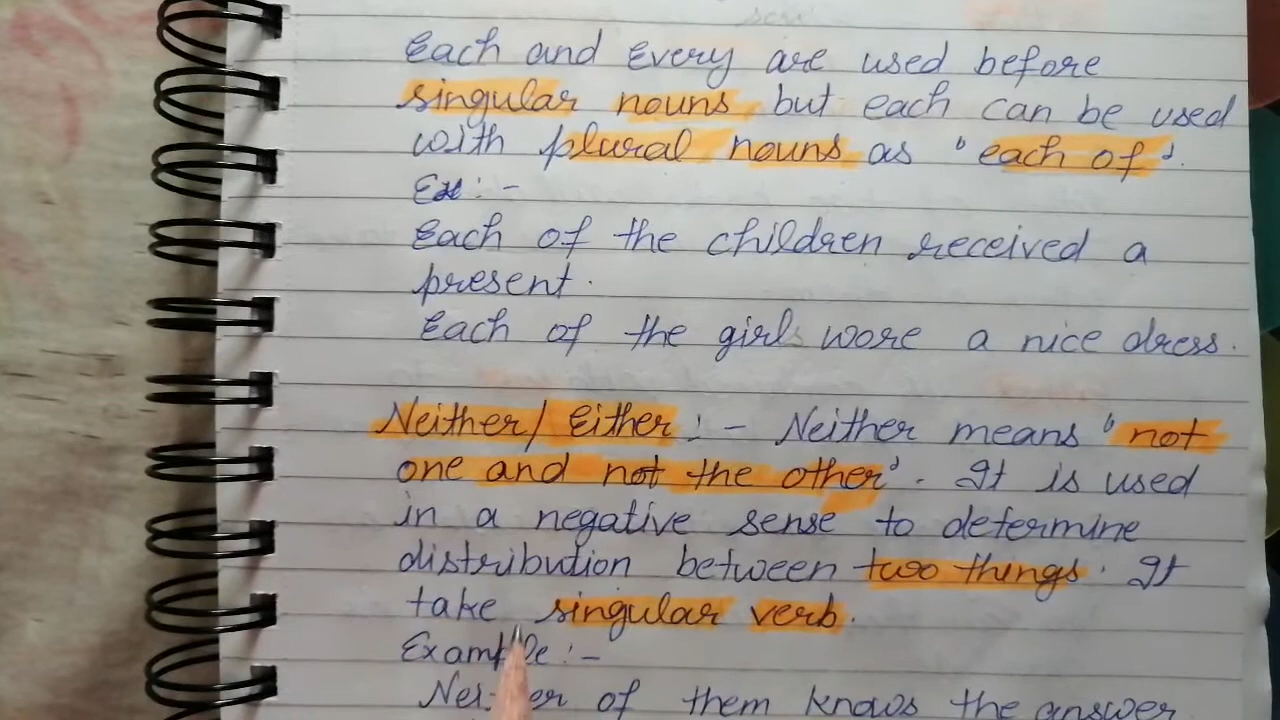 Each and Every are used before
singular nouns, but each can be used
with plural nouns as 'each of'.
Ex:-
Each of the children received a
present.
Each of the girls wore a nice dress.
Neither/Either:- Neither means 'not
one and not the other'. It is used
in a negative sense to determine
distribution between two things. It
take singular verb.
Example:-
Neither of them knows the answer.